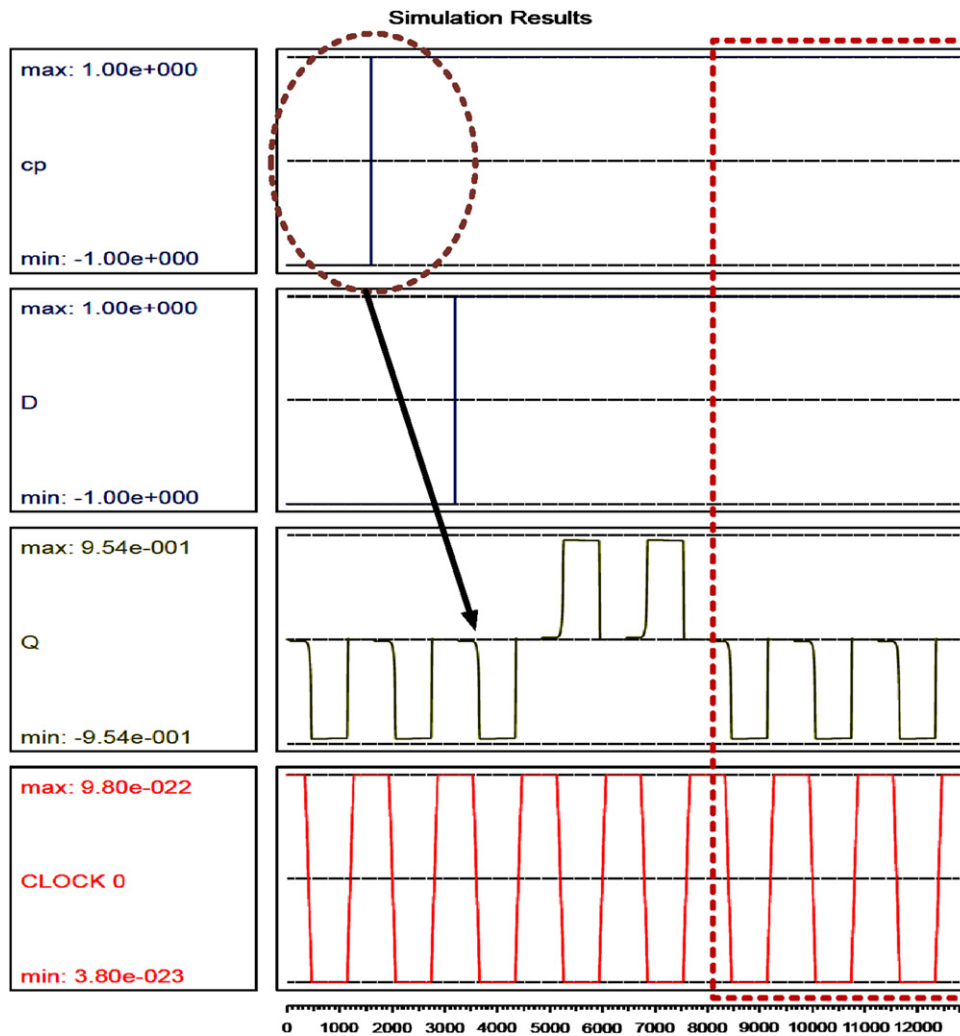 Simulation Results
max: 1.00e+000
cp
min: -1.00e+000
max: 1.00e+000
D
min: -1.00e+000
max: 9.54e-001
Q
min: -9.54e-001
max: 9.80e-022
CLOCK 0
min: 3.80e-023
0 1000 2000 3000 4000 5000 6000 7000 8000 9000 10000 11000 12000